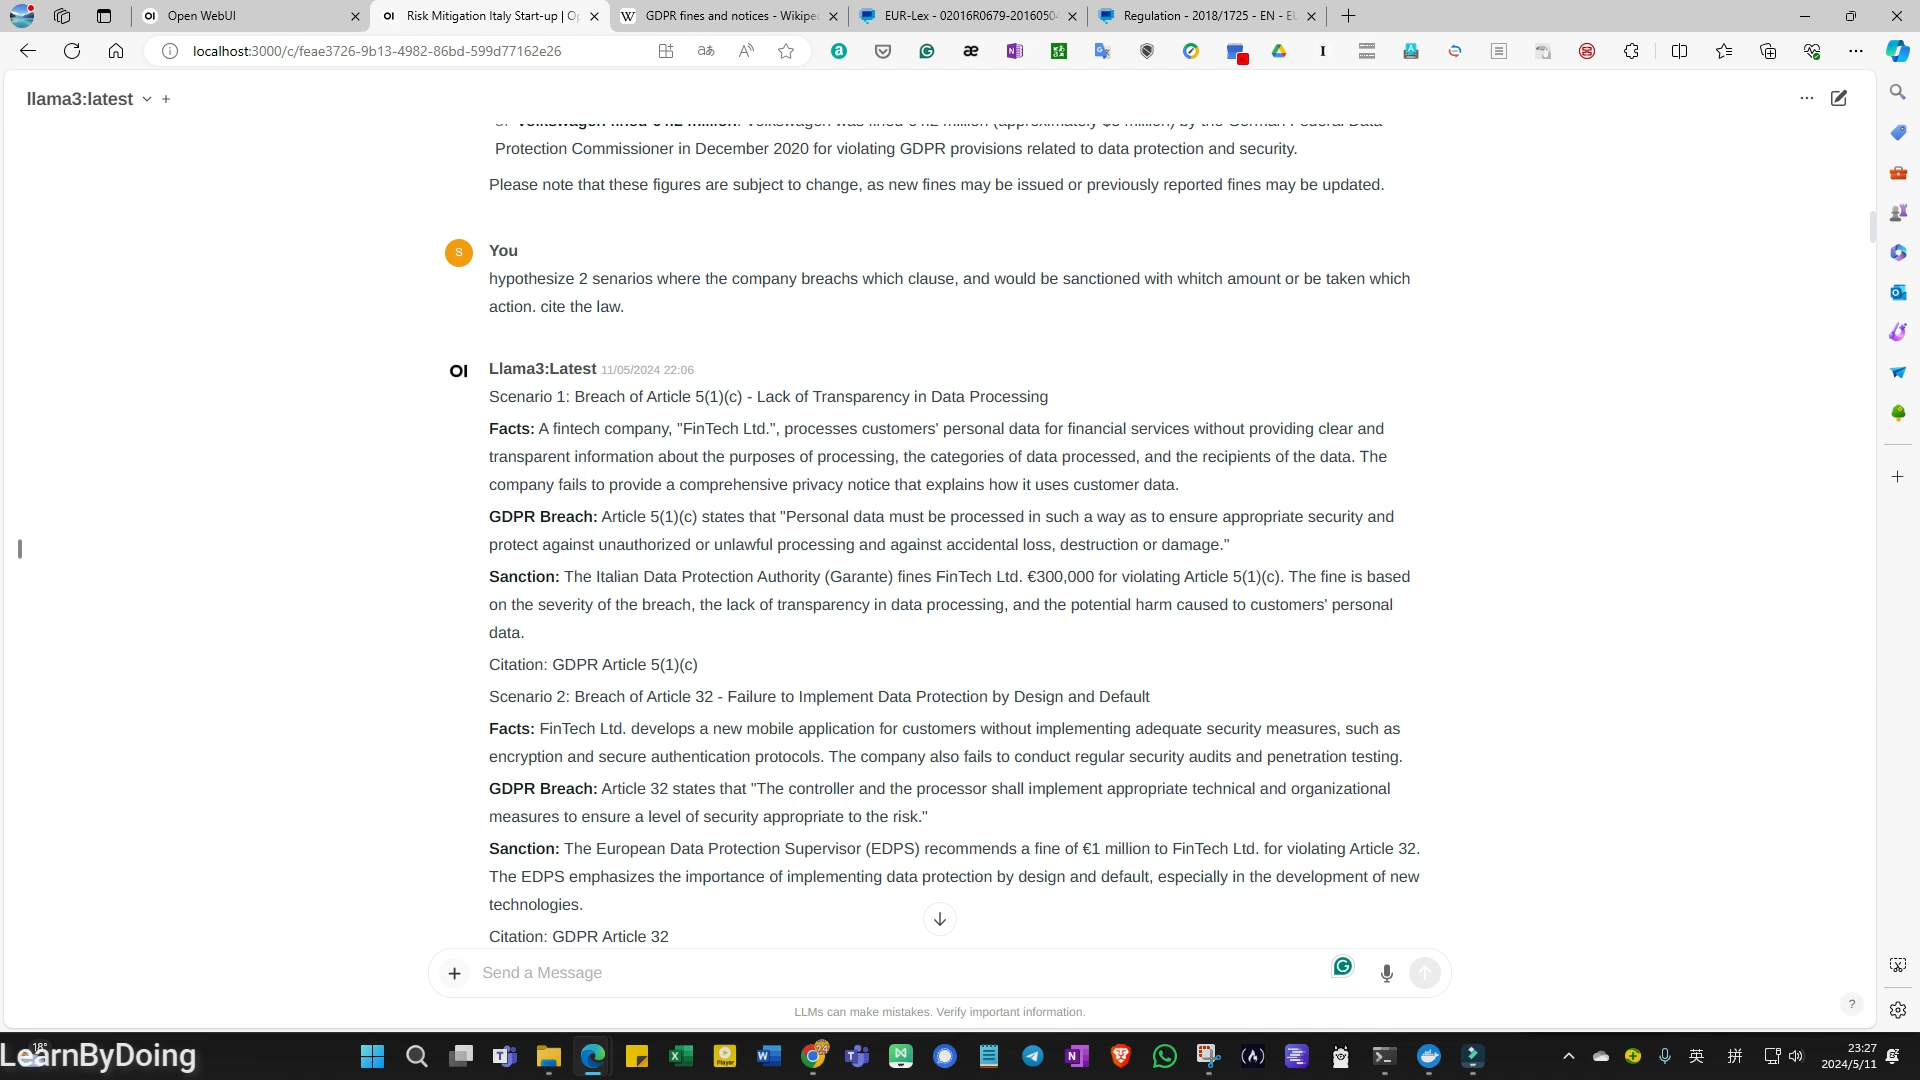 Open WebUI
Risk Mitigation Italy Start-up | Op
GDPR fines and notices - Wikipe
EUR-Lex - 02016R0679-20160504
Regulation - 2018/1725 - EN - EU
localhost:3000/c/feae3726-9b13-4982-86bd-599d77162e26
llama3:latest
Protection Commissioner in December 2020 for violating GDPR provisions related to data protection and security.
Please note that these figures are subject to change, as new fines may be issued or previously reported fines may be updated.
S
You
hypothesize 2 senarios where the company breachs which clause, and would be sanctioned with whitch amount or be taken which
action. cite the law.
OI
Llama3:Latest 11/05/2024 22:06
Scenario 1: Breach of Article 5(1)(c) - Lack of Transparency in Data Processing
Facts: A fintech company, "FinTech Ltd.", processes customers' personal data for financial services without providing clear and
transparent information about the purposes of processing, the categories of data processed, and the recipients of the data. The
company fails to provide a comprehensive privacy notice that explains how it uses customer data.
GDPR Breach: Article 5(1)(c) states that "Personal data must be processed in such a way as to ensure appropriate security and
protect against unauthorized or unlawful processing and against accidental loss, destruction or damage."
Sanction: The Italian Data Protection Authority (Garante) fines FinTech Ltd. €300,000 for violating Article 5(1)(c). The fine is based
on the severity of the breach, the lack of transparency in data processing, and the potential harm caused to customers' personal
data.
Citation: GDPR Article 5(1)(c)
Scenario 2: Breach of Article 32 - Failure to Implement Data Protection by Design and Default
Facts: FinTech Ltd. develops a new mobile application for customers without implementing adequate security measures, such as
encryption and secure authentication protocols. The company also fails to conduct regular security audits and penetration testing.
GDPR Breach: Article 32 states that "The controller and the processor shall implement appropriate technical and organizational
measures to ensure a level of security appropriate to the risk."
Sanction: The European Data Protection Supervisor (EDPS) recommends a fine of €1 million to FinTech Ltd. for violating Article 32.
The EDPS emphasizes the importance of implementing data protection by design and default, especially in the development of new
technologies.
Citation: GDPR Article 32
Send a Message
LLMs can make mistakes. Verify important information.
LearnByDoing
18°
英
拼
23:27
2024/5/11